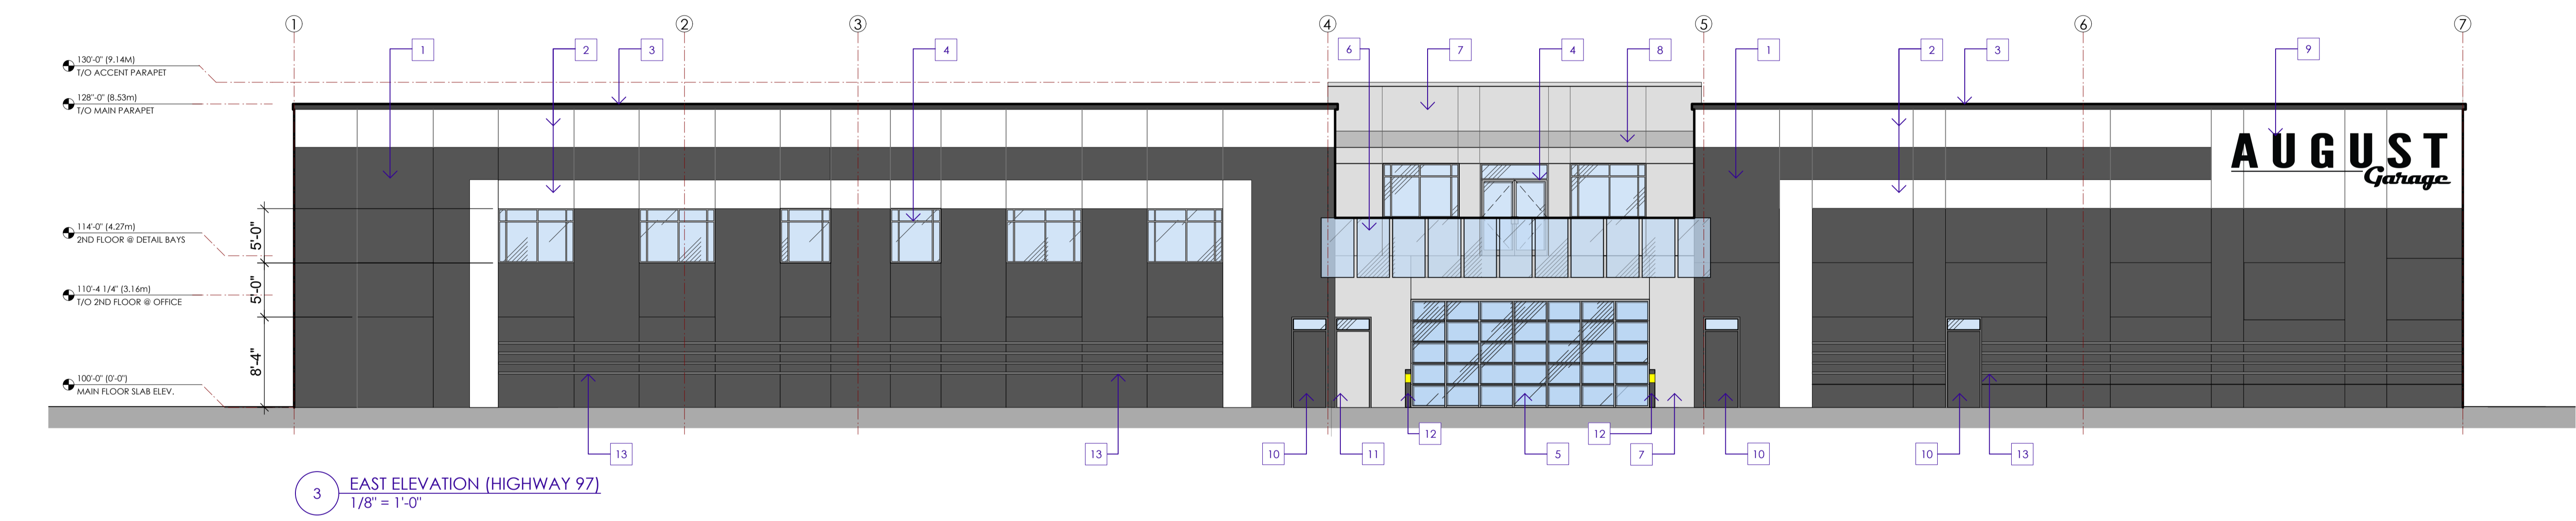 1 2 3 4 5 6 7
1 2 3 4 6 7 4 8 1 2 3 9
130'-0" (9.14M)
T/O ACCENT PARAPET
128"-0" (8.53m)
T/O MAIN PARAPET
AUGUST
Garage
114'-0" (4.27m)
2ND FLOOR @ DETAIL BAYS
5'-0"
110'-4 1/4" (3.16m)
T/O 2ND FLOOR @ OFFICE
5'-0"
8'-4"
100'-0" (0'-0")
MAIN FLOOR SLAB ELEV.
12 12
13 13 10 11 5 7 10 10 13
3 EAST ELEVATION (HIGHWAY 97)
1/8" = 1'-0"